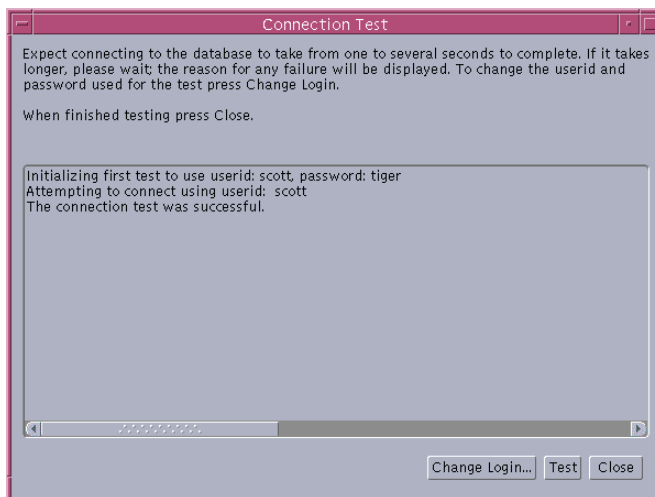 Connection Test
Expect connecting to the database to take from one to several seconds to complete. If it takes
longer, please wait; the reason for any failure will be displayed. To change the userid and
password used for the test press Change Login.
When finished testing press Close.
Initializing first test to use userid: scott, password: tiger
Attempting to connect using userid:  scott
The connection test was successful.
Change Login... Test Close